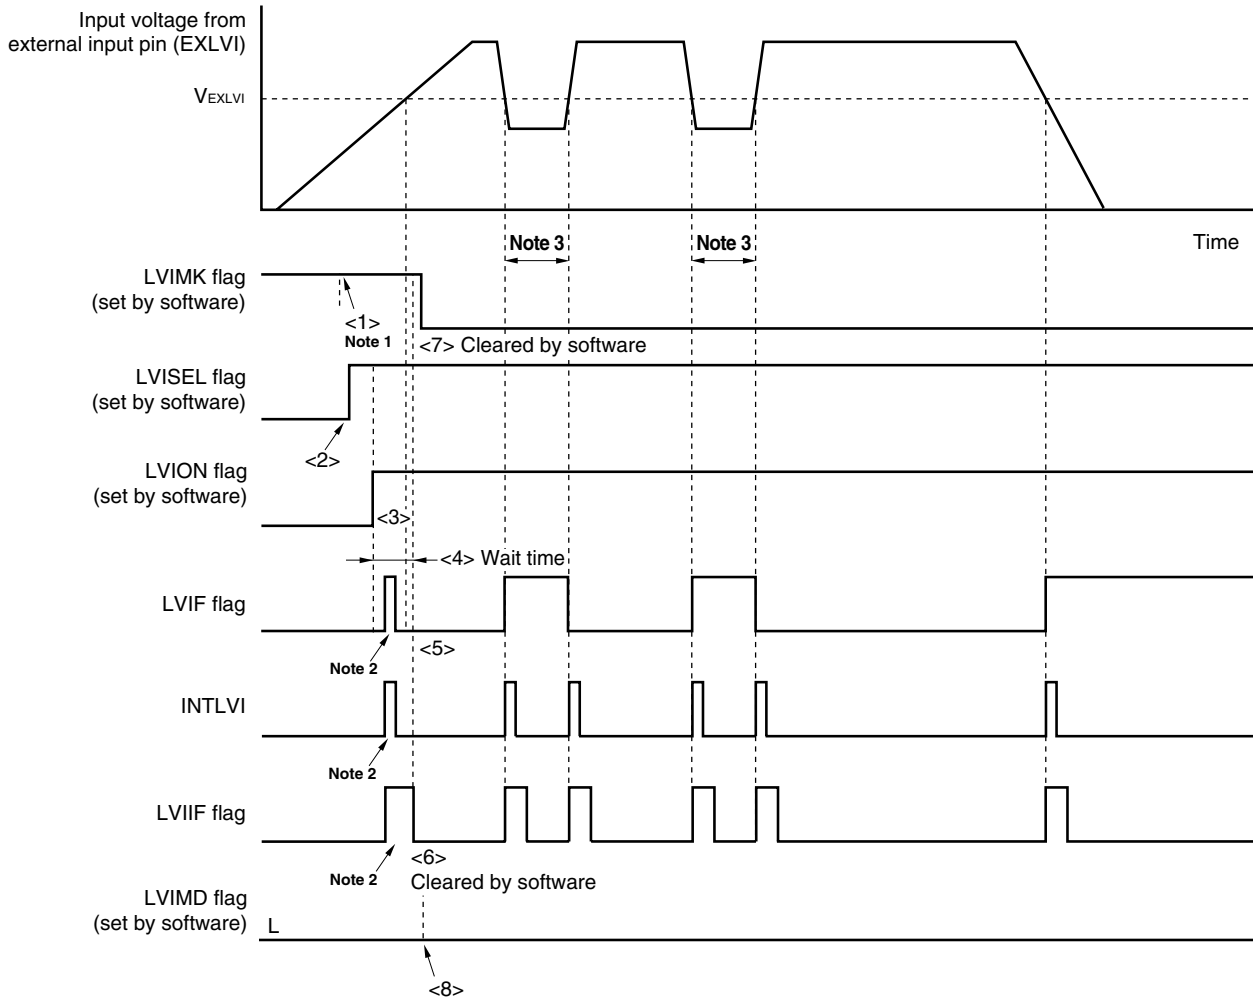 Input voltage from
external input pin (EXLVI)
VEXLVI
Note 3
Note 3
Time
LVIMK flag
(set by software)
<1>
Note 1
<7> Cleared by software
LVISEL flag
(set by software)
<2>
LVION flag
(set by software)
<3>
<4> Wait time
LVIF flag
Note 2
<5>
INTLVI
Note 2
LVIIF flag
Note 2
<6>
Cleared by software
LVIMD flag
(set by software)
L
<8>